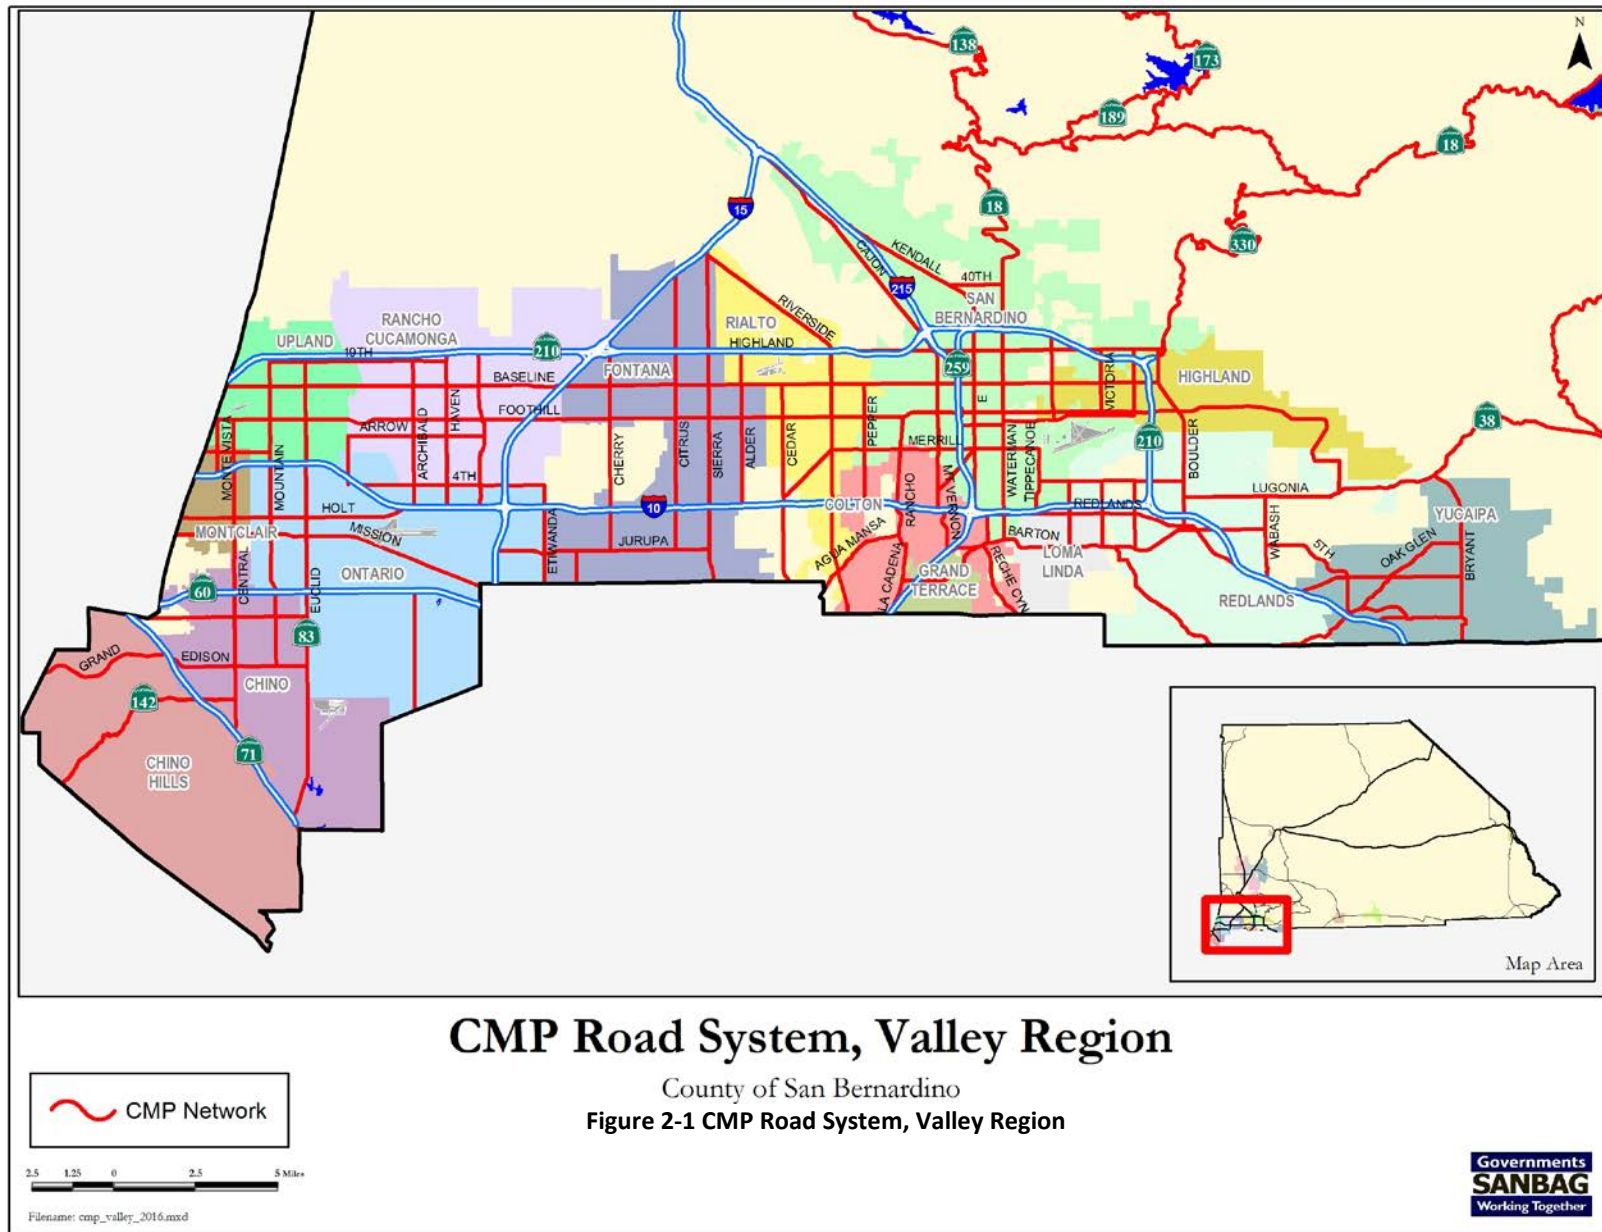 N
138
173
189
18
18
330
15
KENDALL
CAJON
215
40TH
SAN
BERNARDINO
RIVERSIDE
RANCHO
CUCAMONGA
UPLAND
19TH
210
RIALTO
HIGHLAND
FONTANA
259
VICTORIA
HIGHLAND
BASELINE
HAVEN
FOOTHILL
E
PEPPER
38
ARROW
ARCHIBALD
MONTE VISTA
MOUNTAIN
CHERRY
CITRUS
SIERRA
ALDER
CEDAR
MERRILL
WATERMAN
TIPPECANOE
210
BOULDER
4TH
HOLT
10
COLTON
RANCHO
MT. VERNON
REDLANDS
LUGONIA
YUCAIPA
MONTCLAIR
MISSION
ETIWANDA
JURUPA
AGUA MANSA
BARTON
LOMA
LINDA
WABASH
5TH
OAK GLEN
BRYANT
ONTARIO
CENTRAL
EUCLID
60
LA CADENA
GRAND
TERRACE
RECHE CYN
REDLANDS
83
GRAND
EDISON
CHINO
142
71
CHINO
HILLS
Map Area
CMP Road System, Valley Region
County of San Bernardino
Figure 2-1 CMP Road System, Valley Region
CMP Network
2.5 1.25 0 2.5 5 Miles
Filename: cmp_valley_2016.mxd
Governments
SANBAG
Working Together